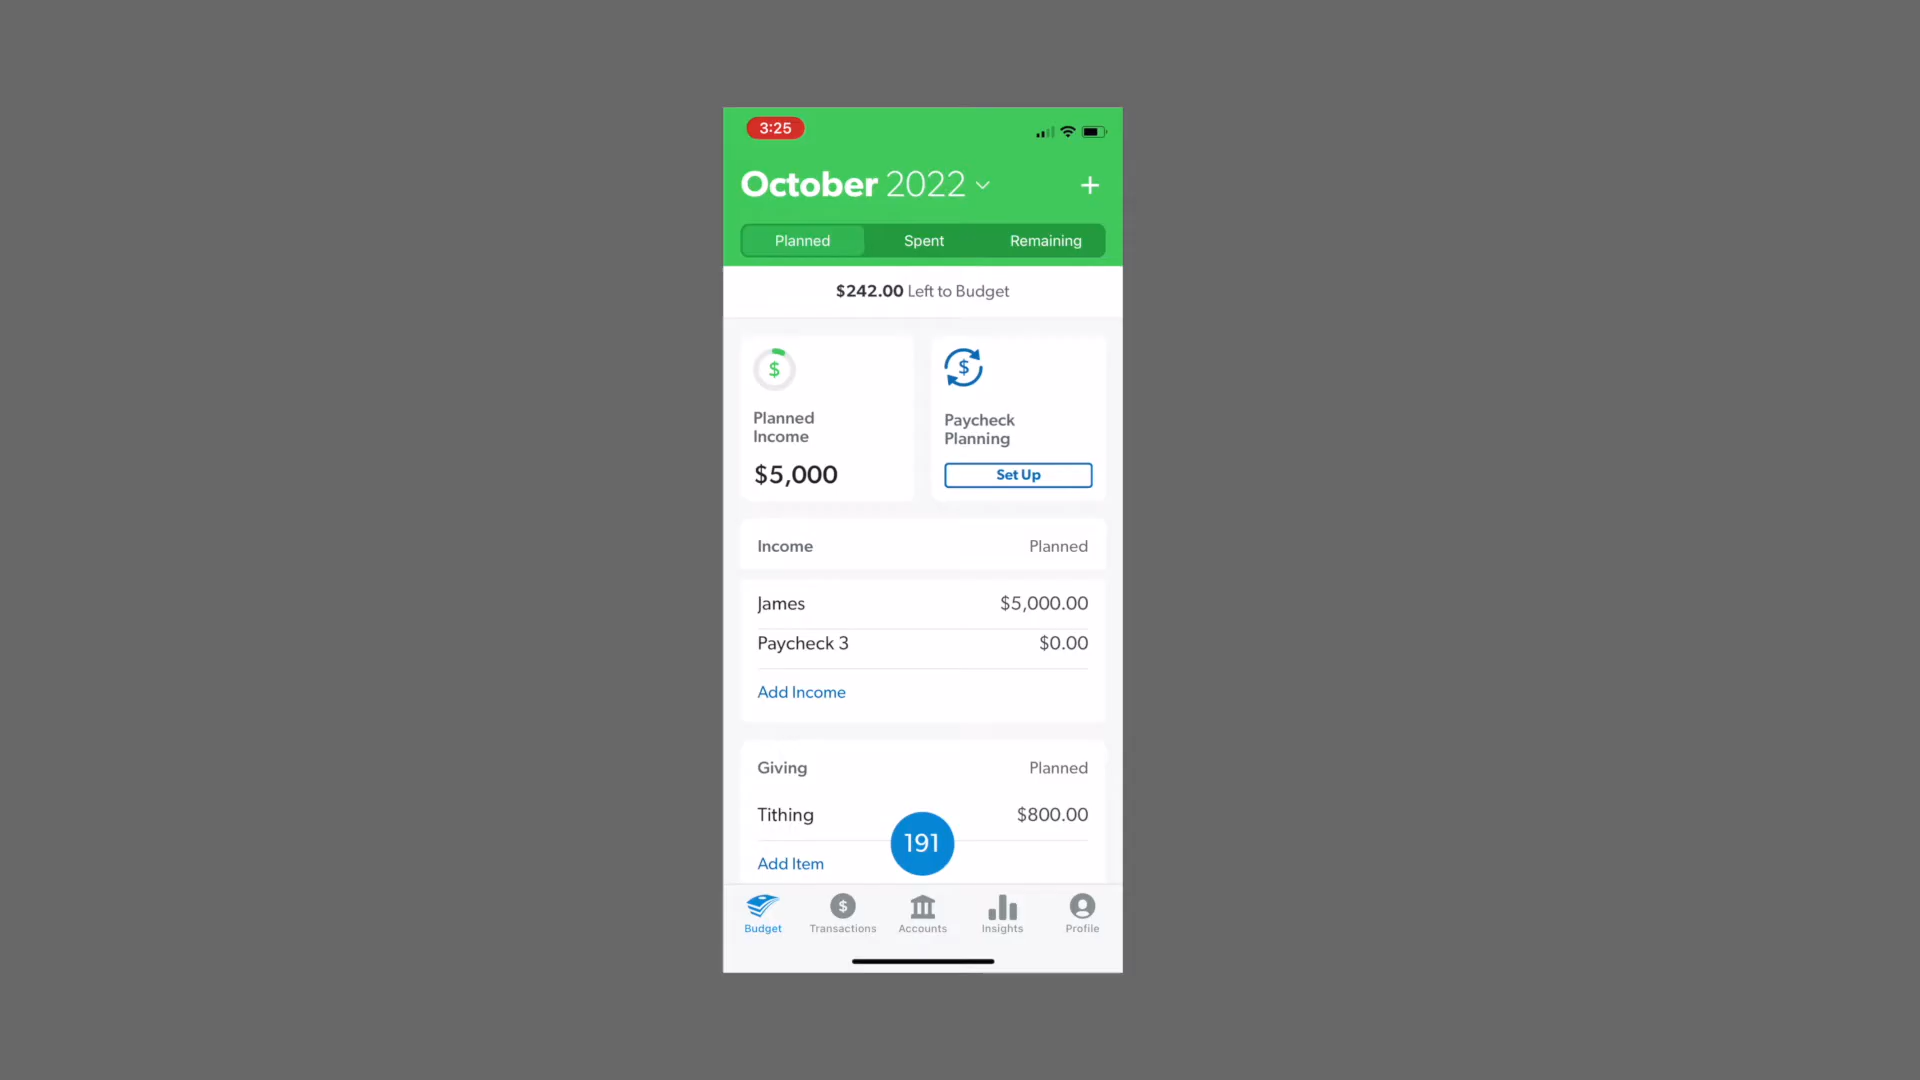 3:25
October 2022
+
Planned Spent Remaining
$242.00 Left to Budget
$
Planned
Income
$5,000
$
Paycheck
Planning
Set Up
Income Planned
James $5,000.00
Paycheck 3 $0.00
Add Income
Giving Planned
Tithing $800.00
191
Add Item
$
Budget Transactions Accounts Insights Profile